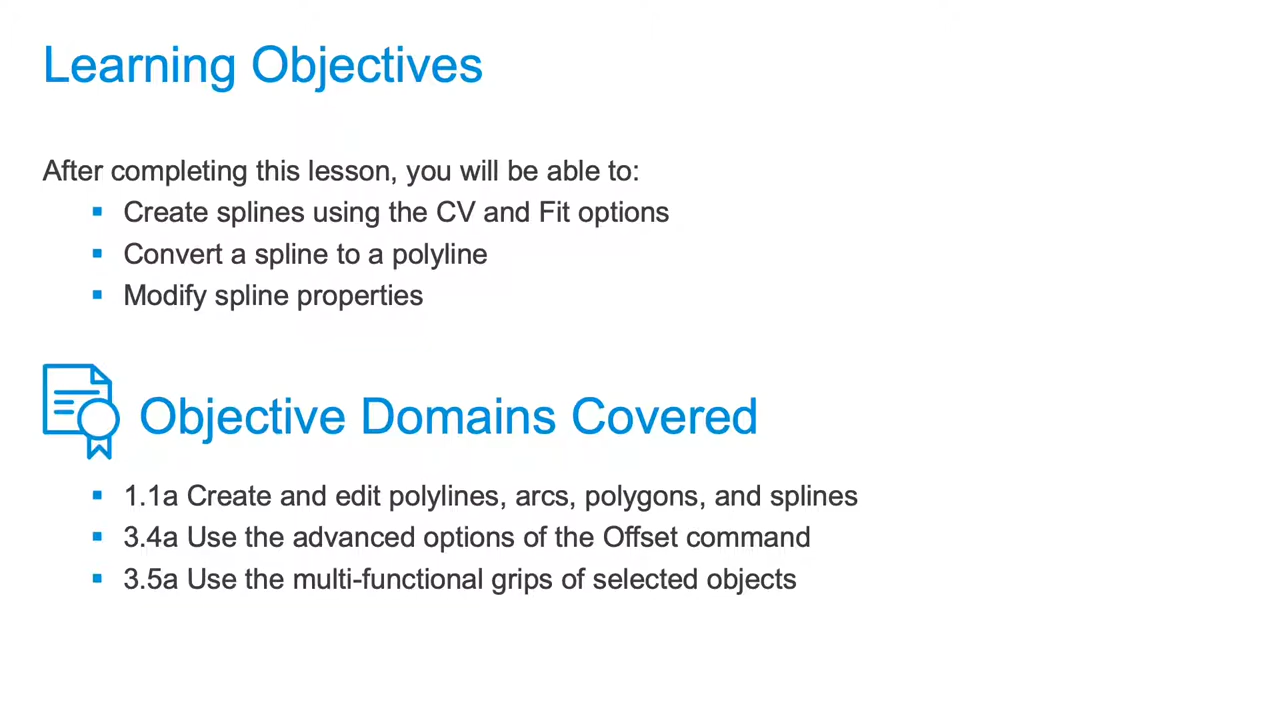 Learning Objectives
After completing this lesson, you will be able to:
▪ Create splines using the CV and Fit options
▪ Convert a spline to a polyline
▪ Modify spline properties
Objective Domains Covered
▪ 1.1a Create and edit polylines, arcs, polygons, and splines
▪ 3.4a Use the advanced options of the Offset command
▪ 3.5a Use the multi-functional grips of selected objects